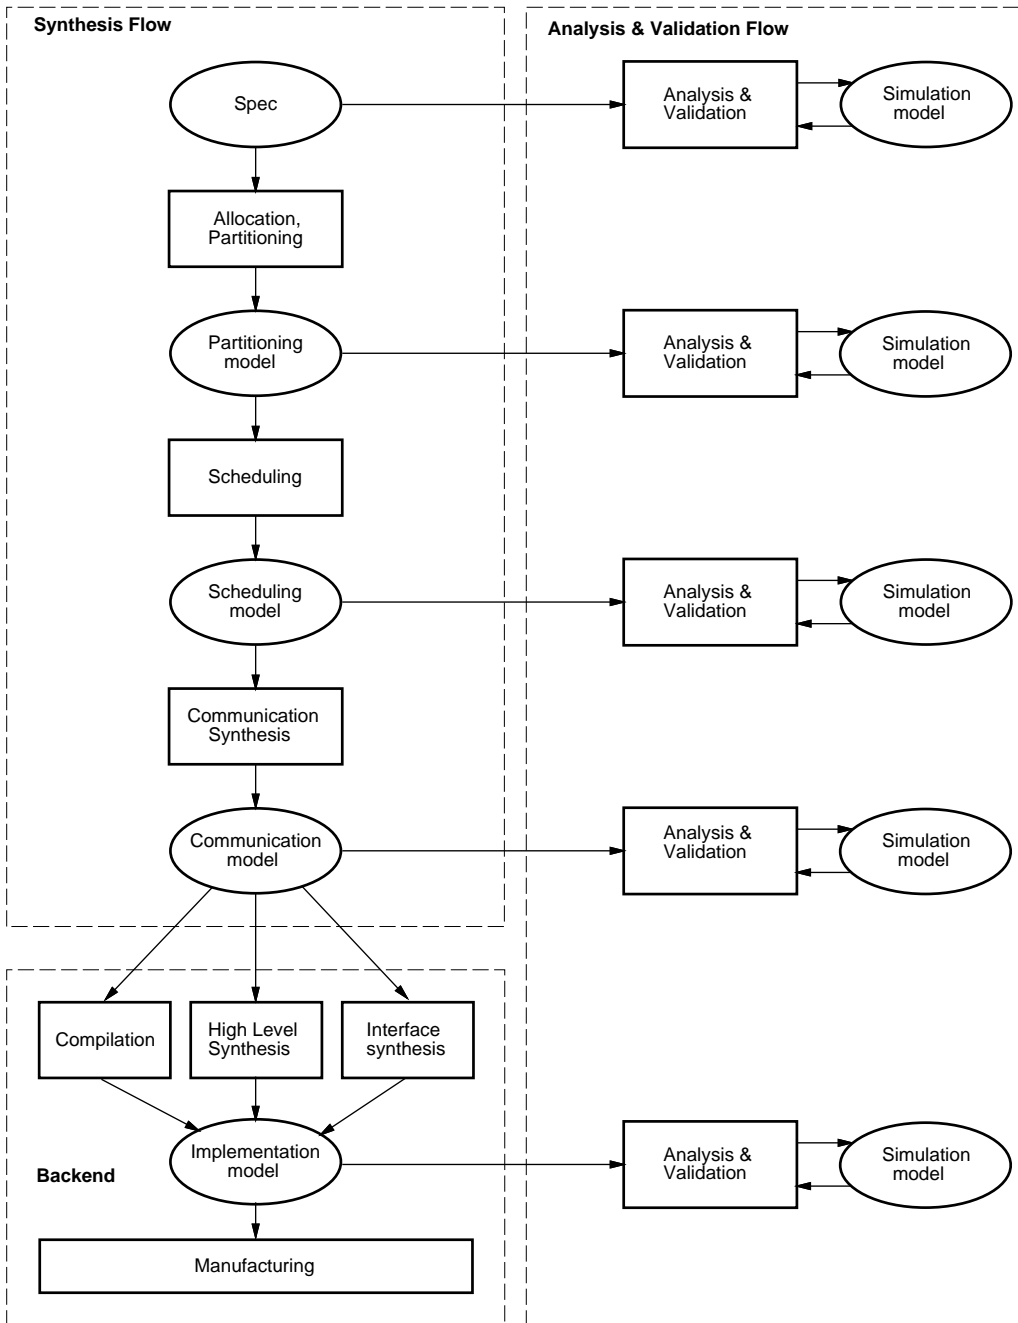 Synthesis Flow
Analysis & Validation Flow
Spec
Analysis &
Validation
Simulation
model
Allocation,
Partitioning
Partitioning
model
Analysis &
Validation
Simulation
model
Scheduling
Scheduling
model
Analysis &
Validation
Simulation
model
Communication
Synthesis
Communication
model
Analysis &
Validation
Simulation
model
Compilation
High Level
Synthesis
Interface
synthesis
Implementation
model
Analysis &
Validation
Simulation
model
Backend
Manufacturing